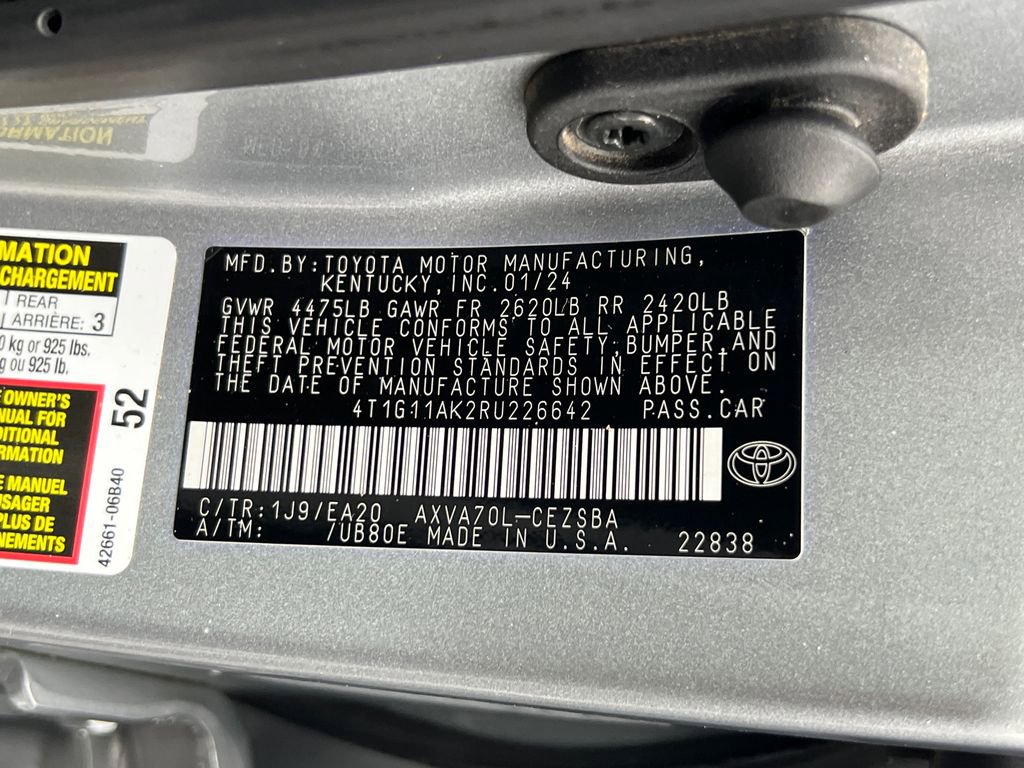 ORMATION
MATION
CHARGEMENT
REAR
ARRIÈRE: 3
0 kg or 925 lbs.
g ou 925 lb.
E OWNER'S
ANUAL FOR
DITIONAL
ORMATION
E MANUEL
USAGER
PLUS DE
NEMENTS
52
42661-06B40
MFD.BY:TOYOTA MOTOR MANUFACTURING,
KENTUCKY,INC.01/24
GVWR 4475LB GAWR FR 2620LB RR 2420LB
THIS VEHICLE CONFORMS TO ALL APPLICABLE
FEDERAL MOTOR VEHICLE SAFETY,BUMPER,AND
THEFT PREVENTION STANDARDS IN EFFECT ON
THE DATE OF MANUFACTURE SHOWN ABOVE.
4T1G11AK2RU226642 PASS.CAR
C/TR:1J9/EA20 AXVA70L-CEZSBA
A/TM: /UB80E MADE IN U.S.A. 22838